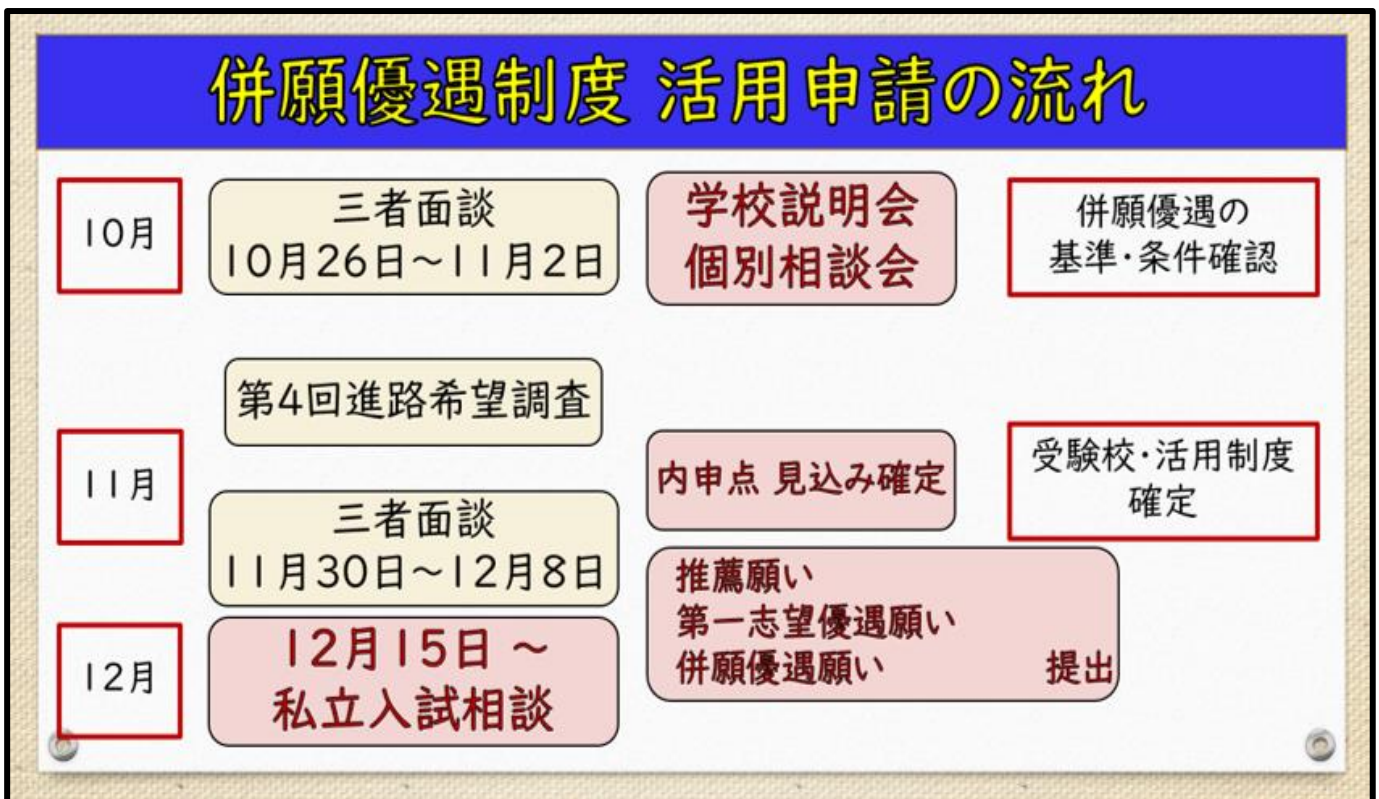 併願優遇制度 活用申請の流れ
10月
三者面談
10月26日～11月2日
学校説明会
個別相談会
併願優遇の
基準・条件確認
第4回進路希望調査
11月
内申点 見込み確定
受験校・活用制度
確定
三者面談
11月30日～12月8日
推薦願い
第一志望優遇願い
併願優遇願い 提出
12月
12月15日 ～
私立入試相談